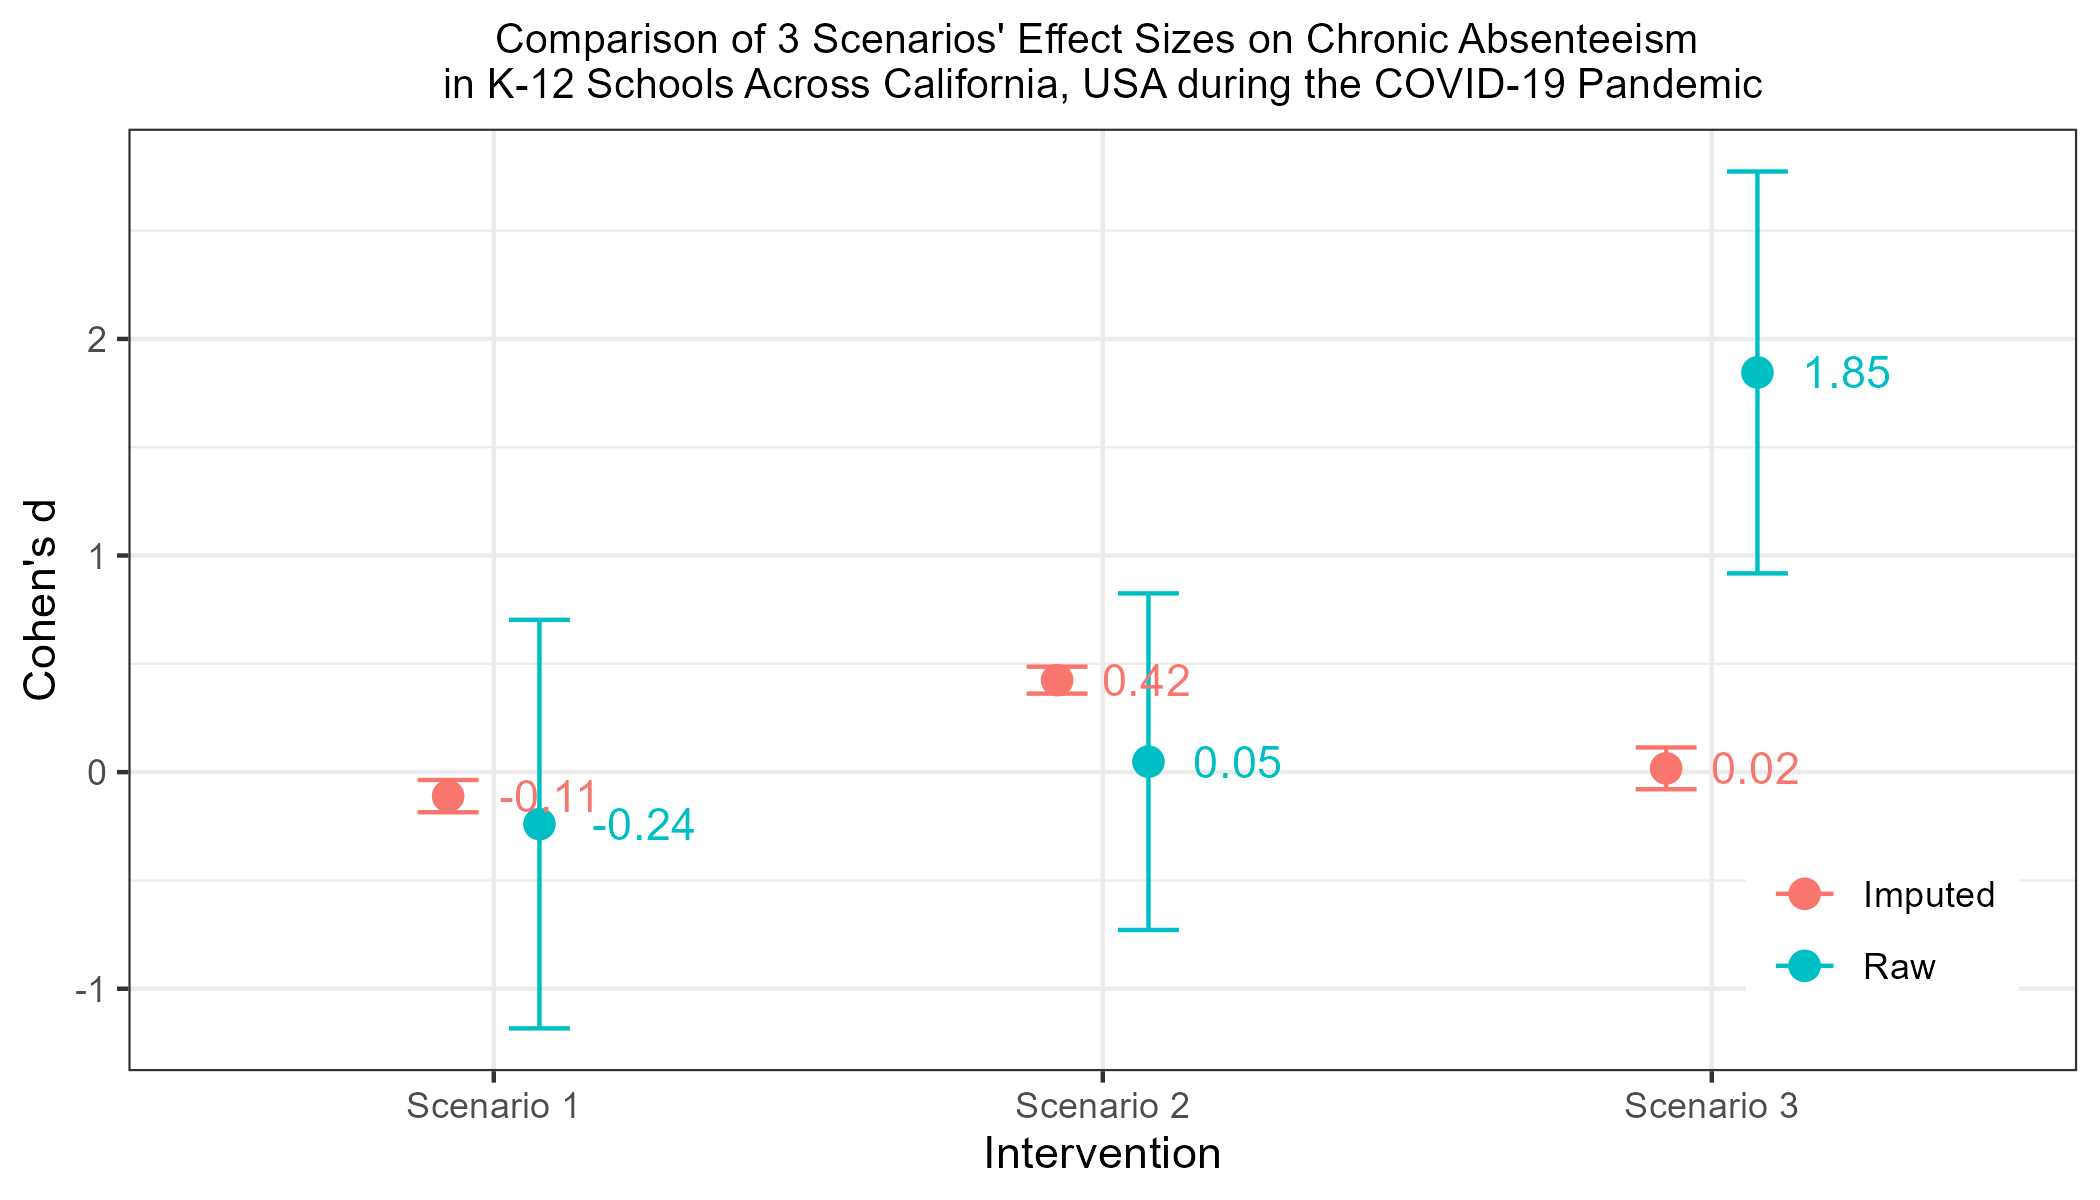 Comparison of 3 Scenarios' Effect Sizes on Chronic Absenteeism
in K-12 Schools Across California, USA during the COVID-19 Pandemic
Cohen's d
2
1
0
-1
-0.11
-0.24
0.42
0.05
1.85
0.02
Imputed
Raw
Scenario 1
Scenario 2
Scenario 3
Intervention